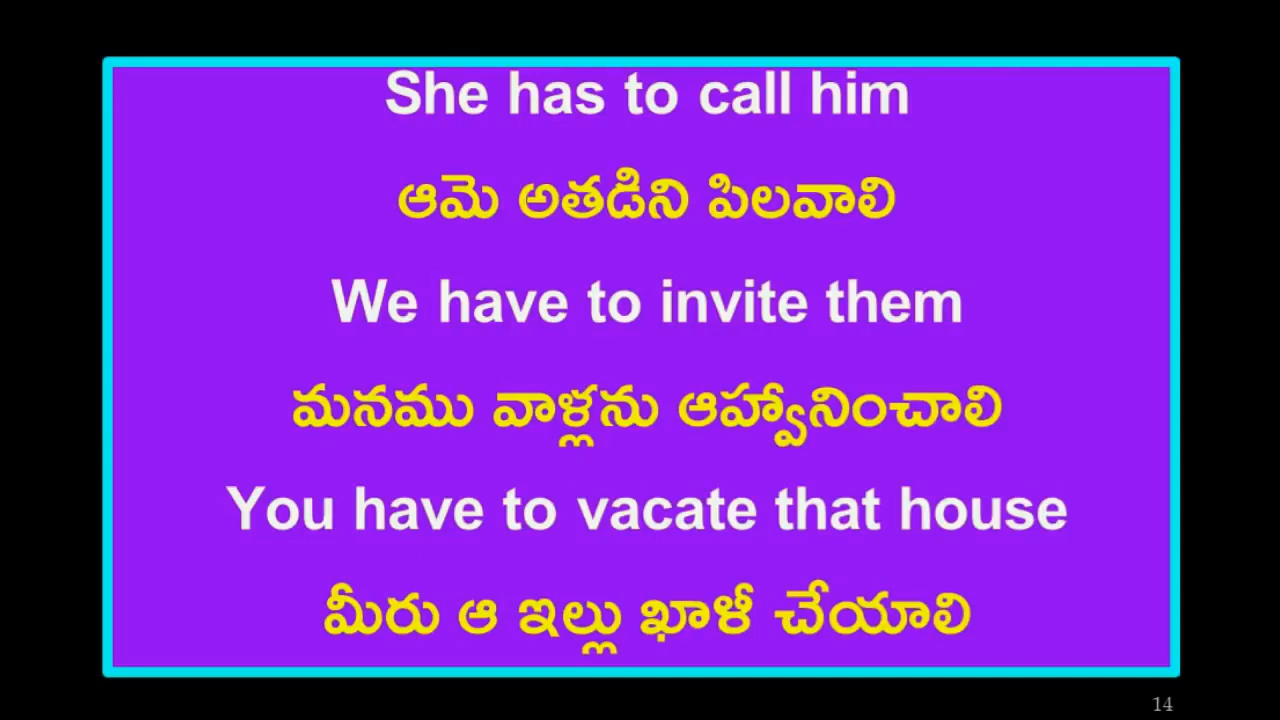 She has to call him
ఆమె అతడిని పిలవాలి
We have to invite them
మనము వాళ్లను ఆహ్వానించాలి
You have to vacate that house
మీరు ఆ ఇల్లు ఖాళీ చేయాలి
14